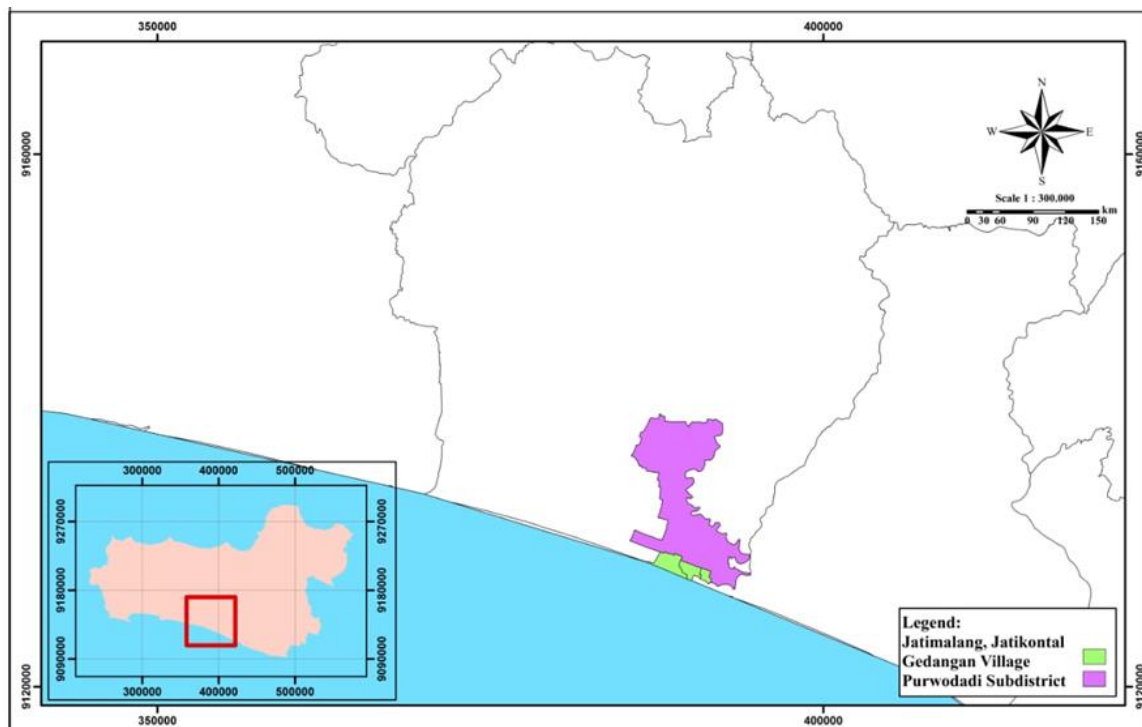 350000 400000
N
W E
S
9160000 9160000
Scale 1 : 300.000
km
0 30 60 90 120 150
300000 400000 500000
9270000 9270000
9180000 9180000
9090000 9090000
300000 400000 500000
Legend:
Jatimalang, Jatikontal
Gedangan Village
Purwodadi Subdistrict
9120000 9120000
350000 400000